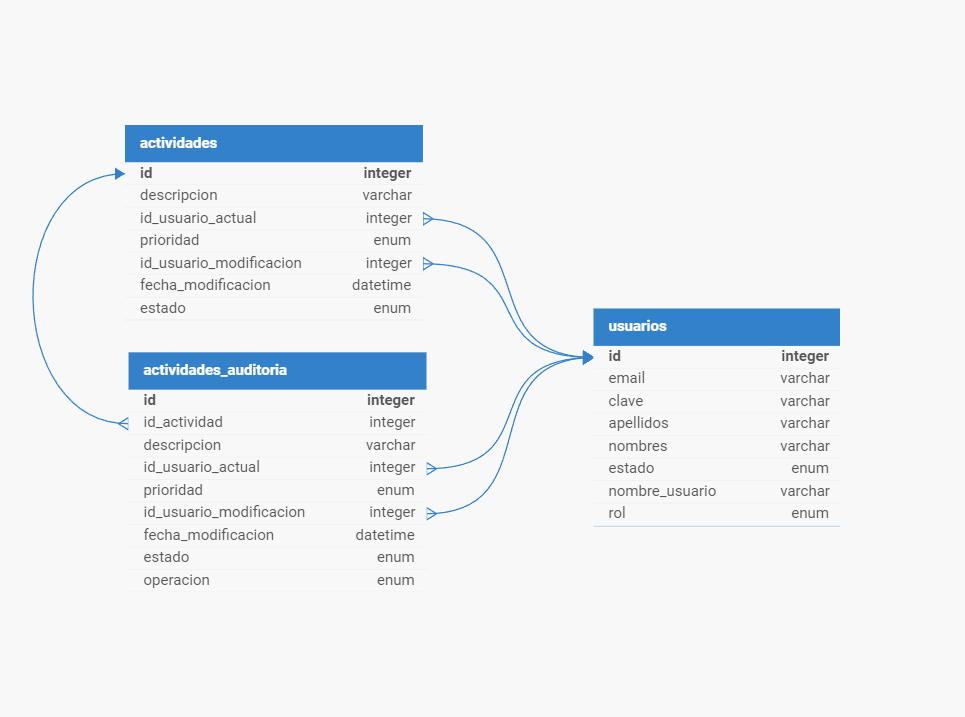 actividades
id integer
descripcion varchar
id_usuario_actual integer
prioridad enum
id_usuario_modificacion integer
fecha_modificacion datetime
estado enum
actividades_auditoria
id integer
id_actividad integer
descripcion varchar
id_usuario_actual integer
prioridad enum
id_usuario_modificacion integer
fecha_modificacion datetime
estado enum
operacion enum
usuarios
id integer
email varchar
clave varchar
apellidos varchar
nombres varchar
estado enum
nombre_usuario varchar
rol enum